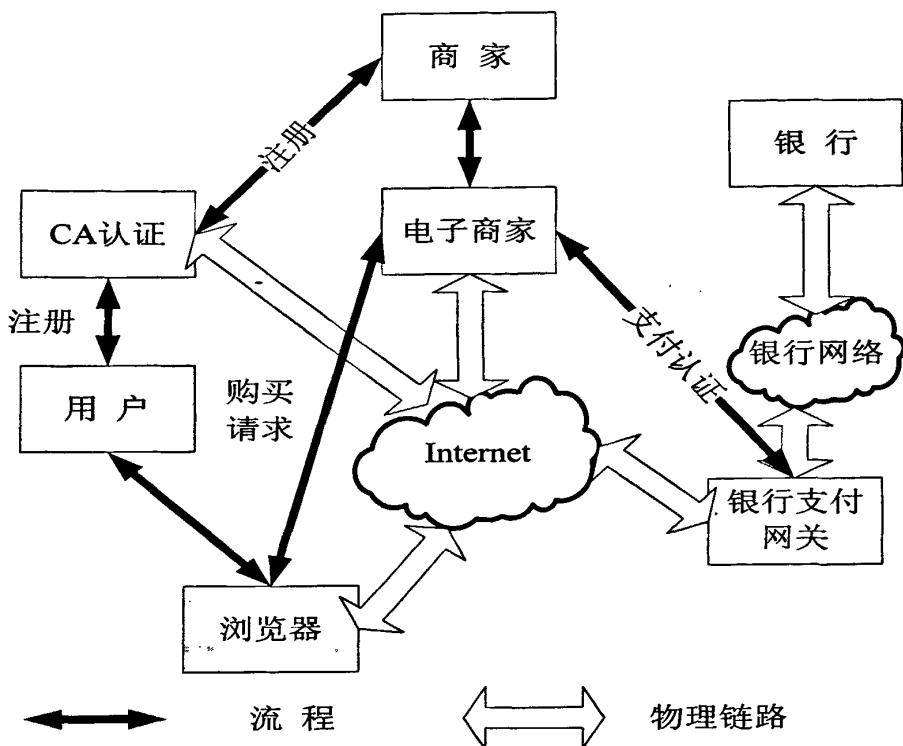 商 家
注册
银 行
CA认证
电子商家
注册
支付认证
银行网络
用 户
购买
请求
Internet
银行支付
网关
浏览器
流 程
物理链路